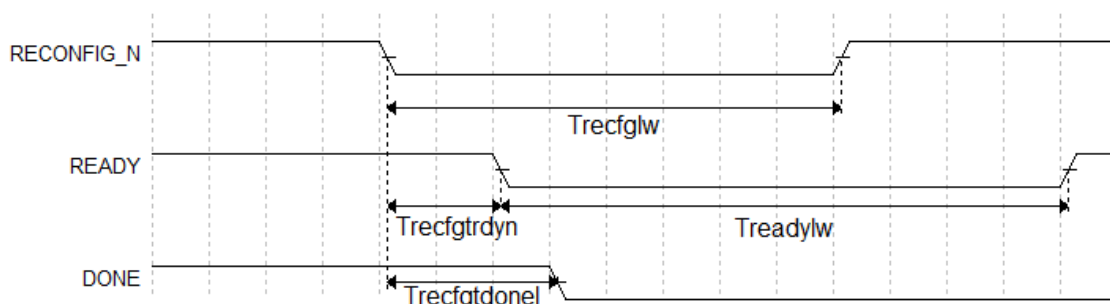 RECONFIG_N
Trecfglw
READY
Trecfgtrdyn
Treadylw
DONE
Trecfgtdonel